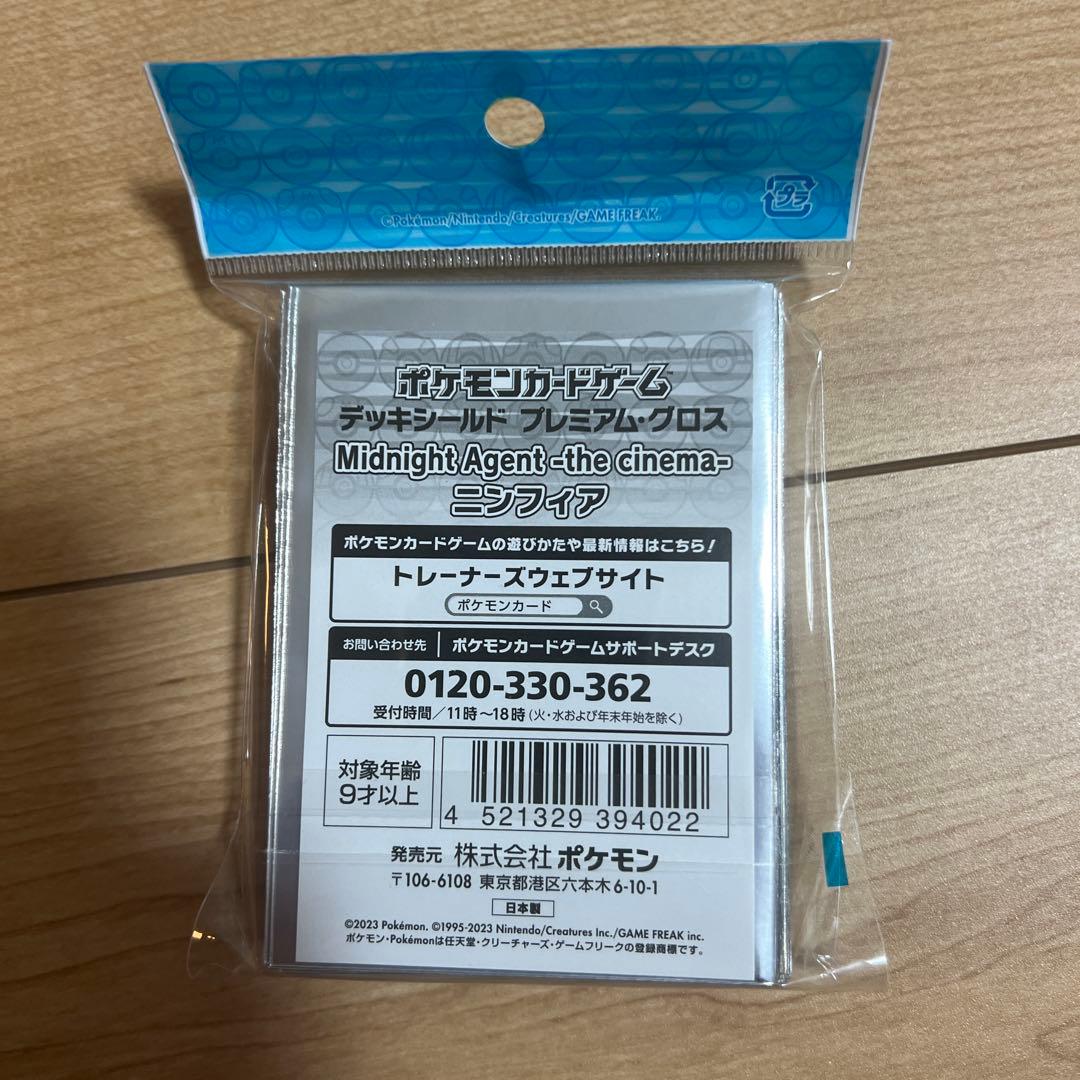 プラ
©Pokémon/Nintendo/Creatures/GAME FREAK.
ポケモンカードゲーム™
デッキシールド プレミアム・グロス
Midnight Agent -the cinema-
ニンフィア
ポケモンカードゲームの遊びかたや最新情報はこちら!
トレーナーズウェブサイト
ポケモンカード
お問い合わせ先 ポケモンカードゲームサポートデスク
0120-330-362
受付時間/11時~18時(火・水および年末年始を除く)
対象年齢
9才以上
4 521329 394022
発売元 株式会社 ポケモン
〒106-6108 東京都港区六本木6-10-1
日本製
©2023 Pokémon. ©1995-2023 Nintendo/Creatures Inc./GAME FREAK inc.
ポケモン・Pokémonは任天堂・クリーチャーズ・ゲームフリークの登録商標です。